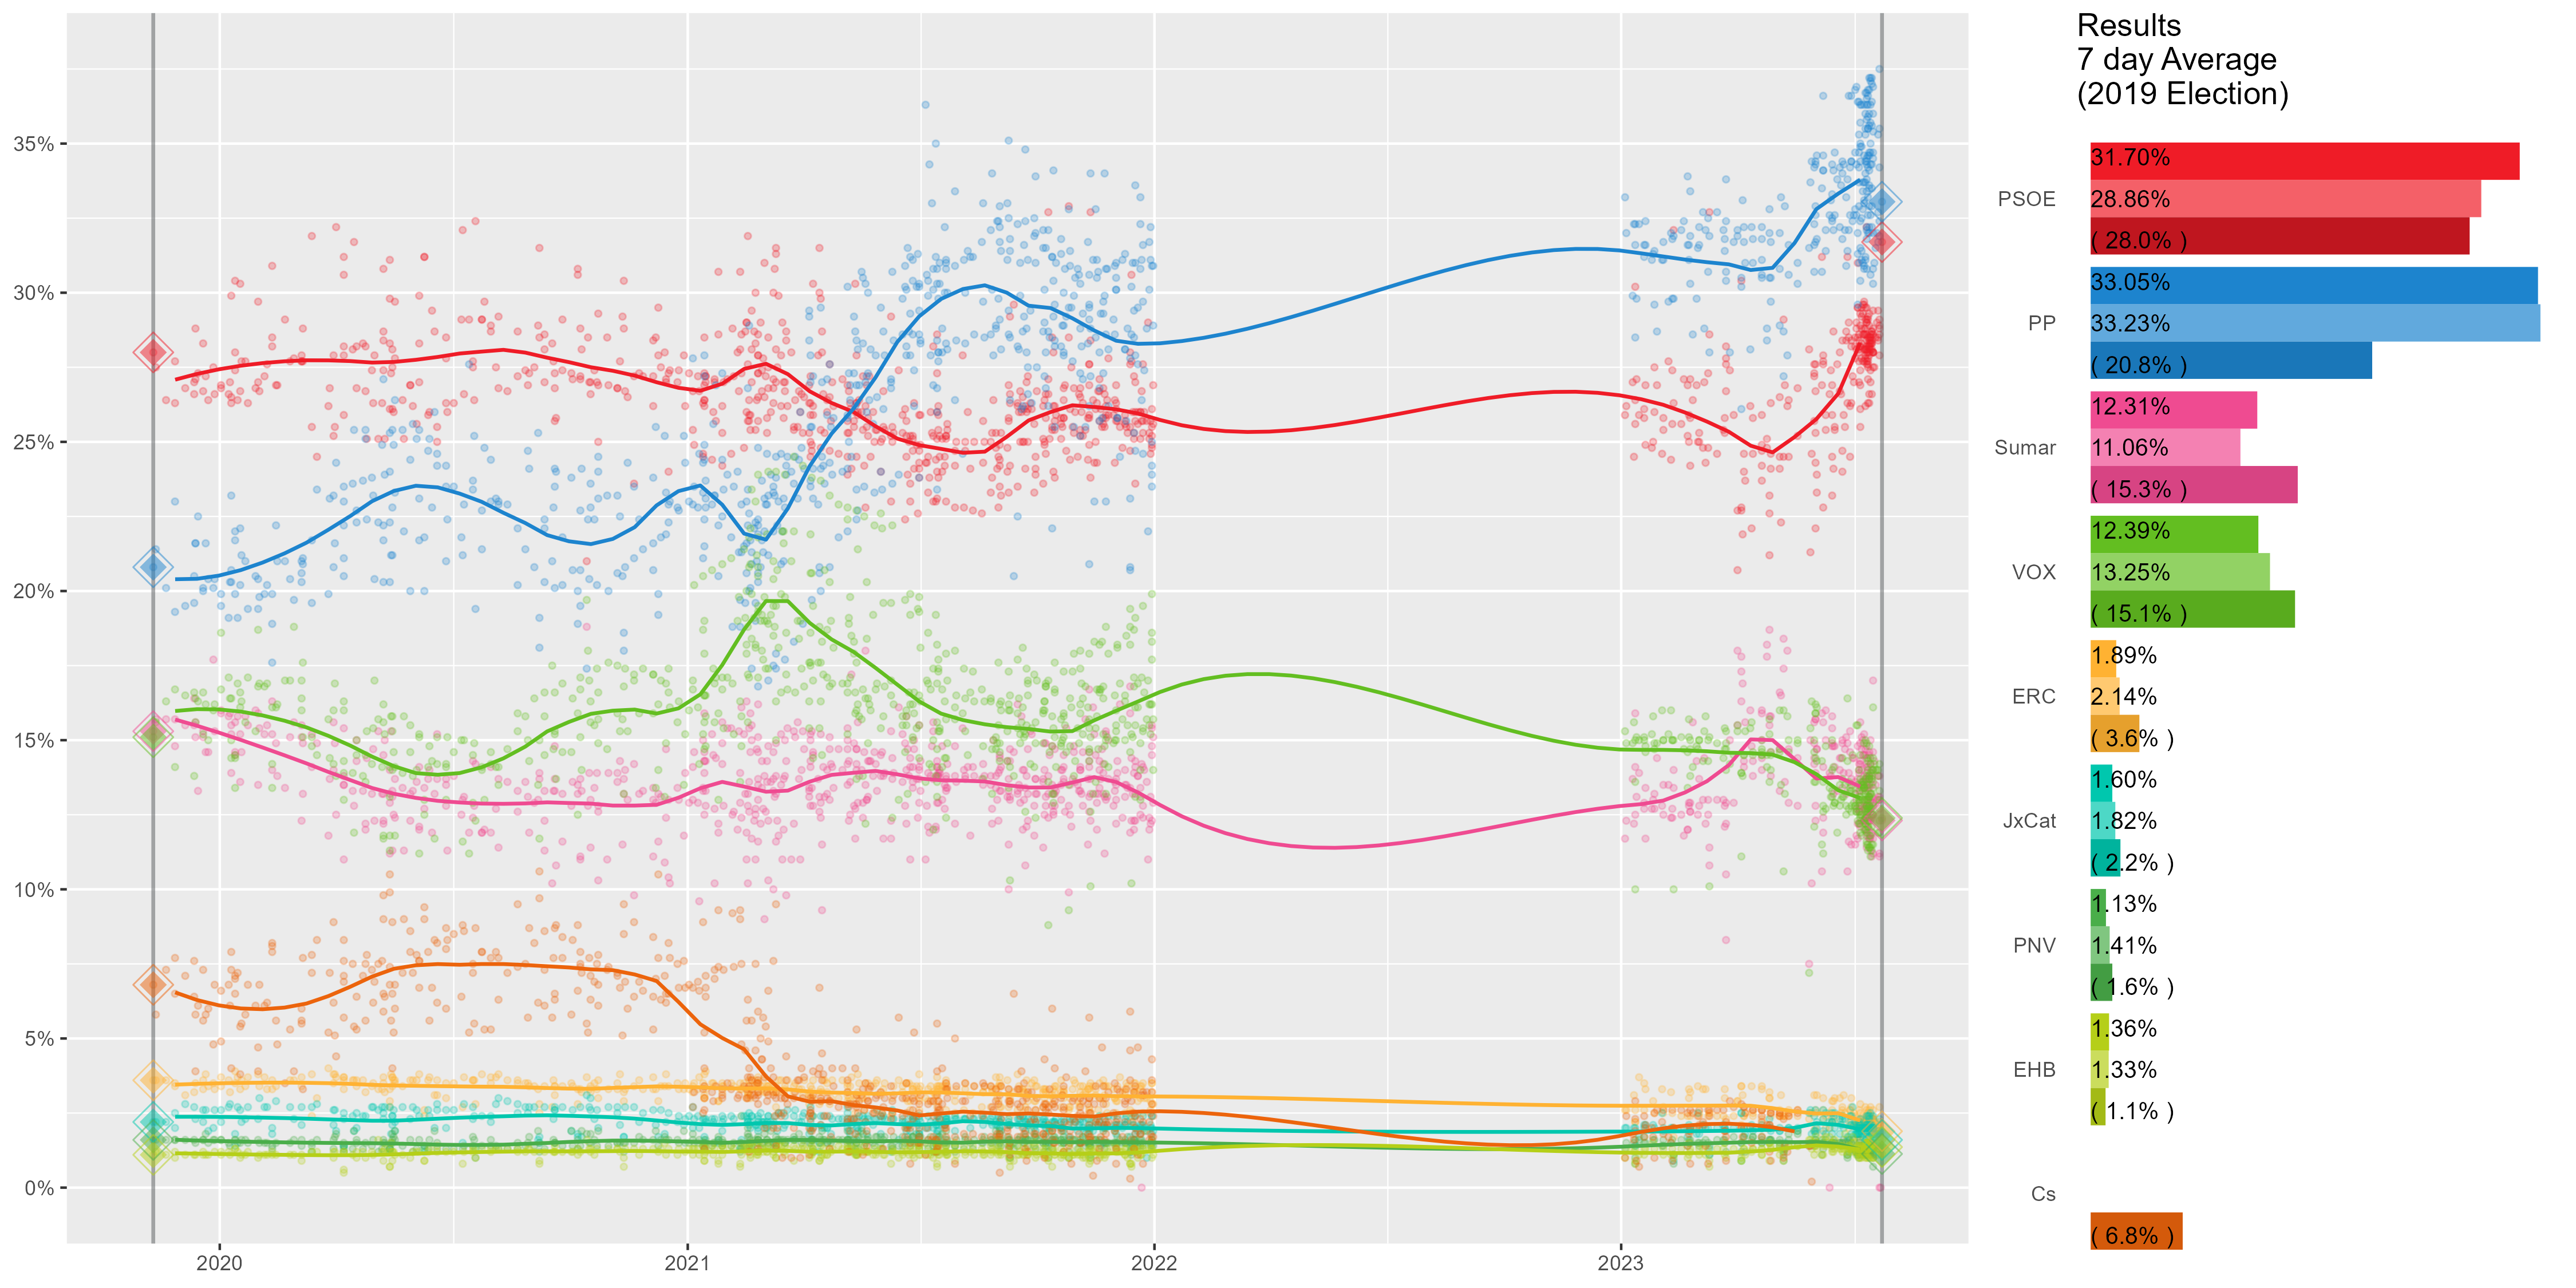 Results
7 day Average
(2019 Election)
35%
30%
25%
20%
15%
10%
5%
0%
2020
2021
2022
2023
PSOE
31.70%
28.86%
( 28.0% )
PP
33.05%
33.23%
( 20.8% )
Sumar
12.31%
11.06%
( 15.3% )
VOX
12.39%
13.25%
( 15.1% )
ERC
1.89%
2.14%
( 3.6% )
JxCat
1.60%
1.82%
( 2.2% )
PNV
1.13%
1.41%
( 1.6% )
EHB
1.36%
1.33%
( 1.1% )
Cs
( 6.8% )